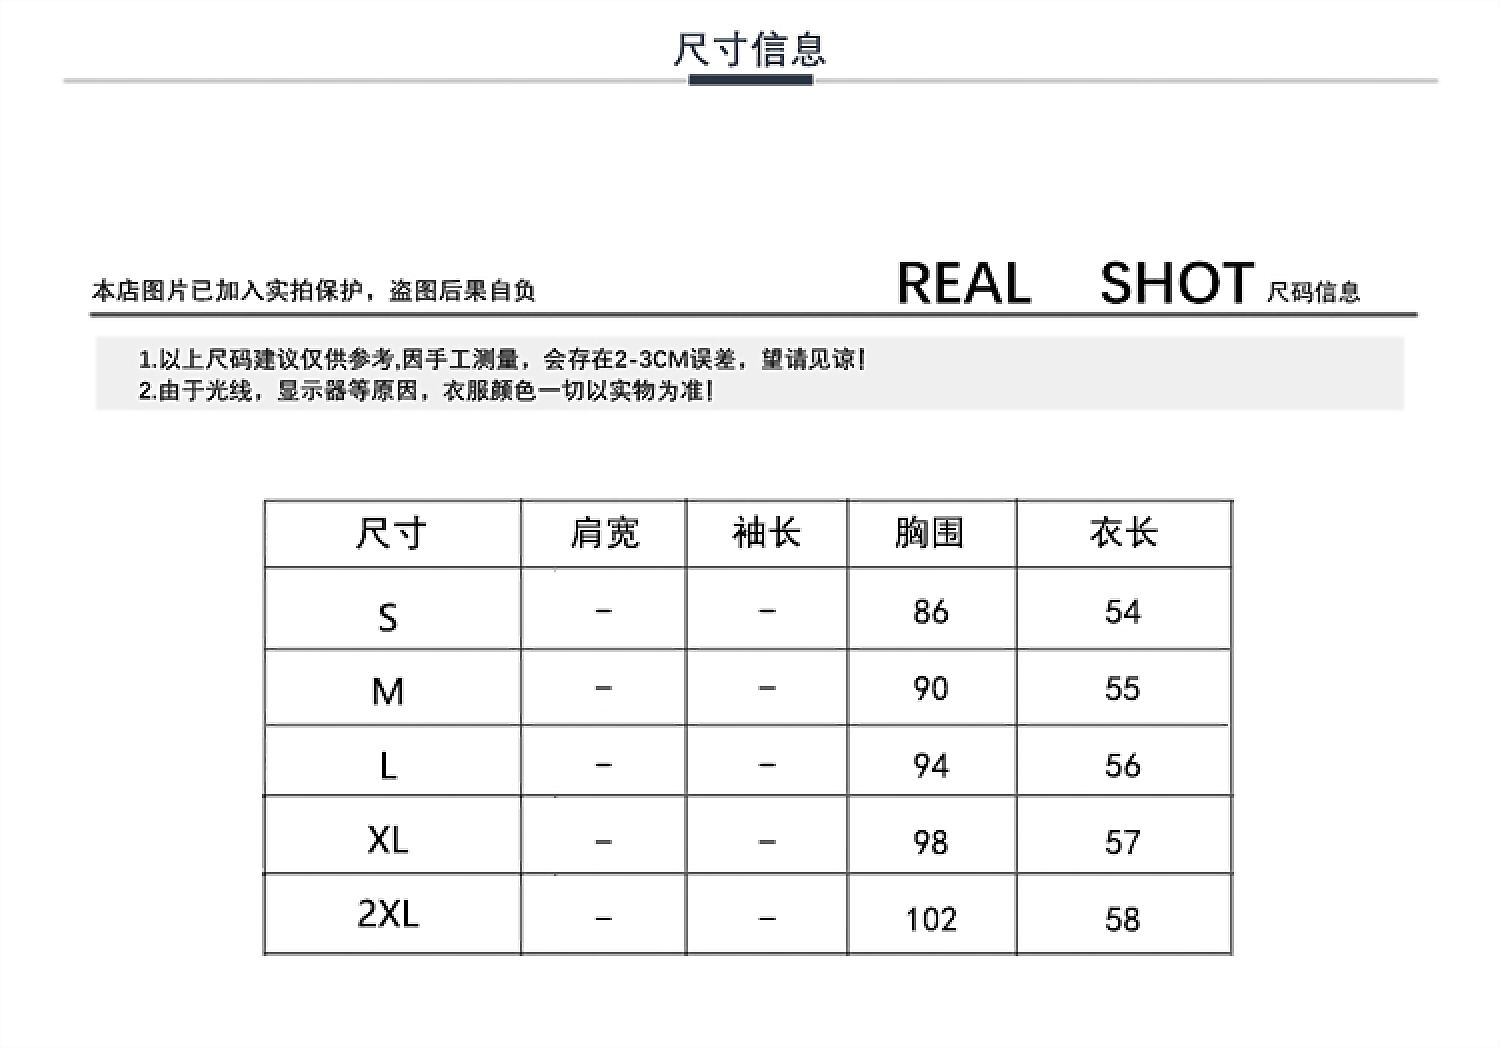 尺寸信息
本店图片已加入实拍保护，盗图后果自负
REAL SHOT 尺码信息
1.以上尺码建议仅供参考,因手工测量，会存在2-3CM误差，望请见谅！
2.由于光线，显示器等原因，衣服颜色一切以实物为准！
尺寸 肩宽 袖长 胸围 衣长
S – – 86 54
M – – 90 55
L – – 94 56
XL – – 98 57
2XL – – 102 58